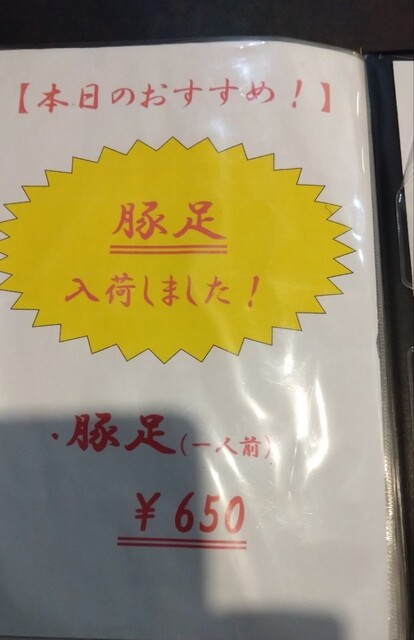 【本日のおすすめ！】
豚足
入荷しました！
・豚足(一人前)
￥650